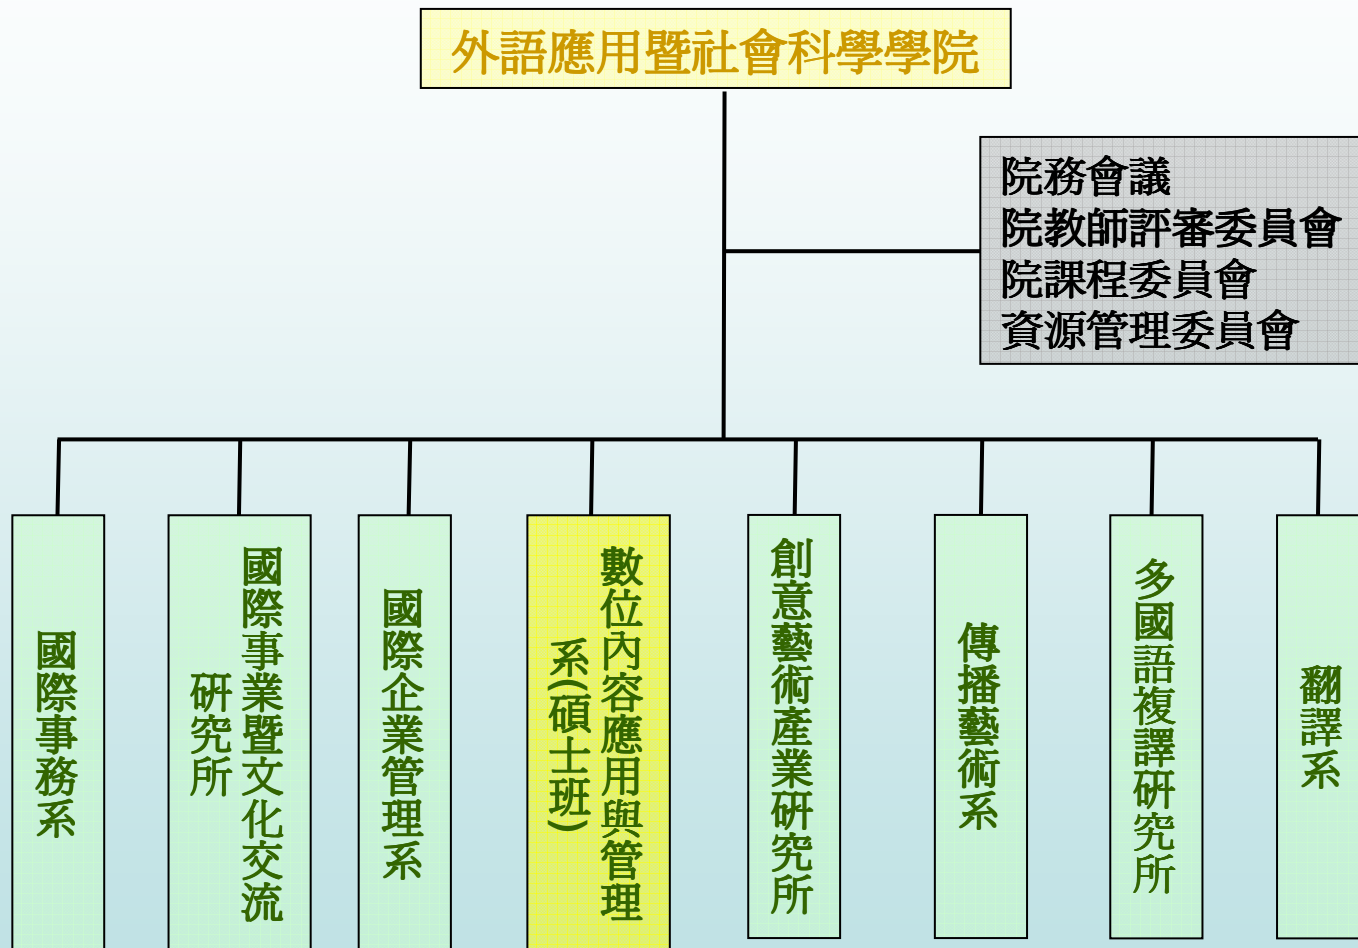 外語應用暨社會科學學院
院務會議
院教師評審委員會
院課程委員會
資源管理委員會
國際事務系
國際事業暨文化交流
研究所
國際企業管理系
數位內容應用與管理
系(碩士班)
創意藝術產業研究所
傳播藝術系
多國語複譯研究所
翻譯系